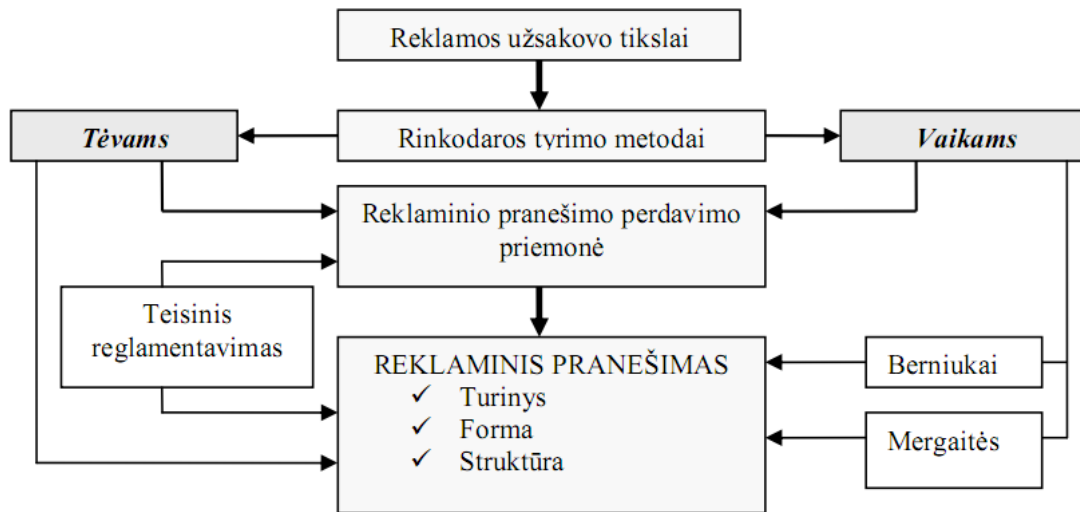 Reklamos užsakovo tikslai
Tėvams
Rinkodaros tyrimo metodai
Vaikams
Reklaminio pranešimo perdavimo
priemonė
Teisinis
reglamentavimas
REKLAMINIS PRANEŠIMAS
✓ Turinys
✓ Forma
✓ Struktūra
Berniukai
Mergaitės